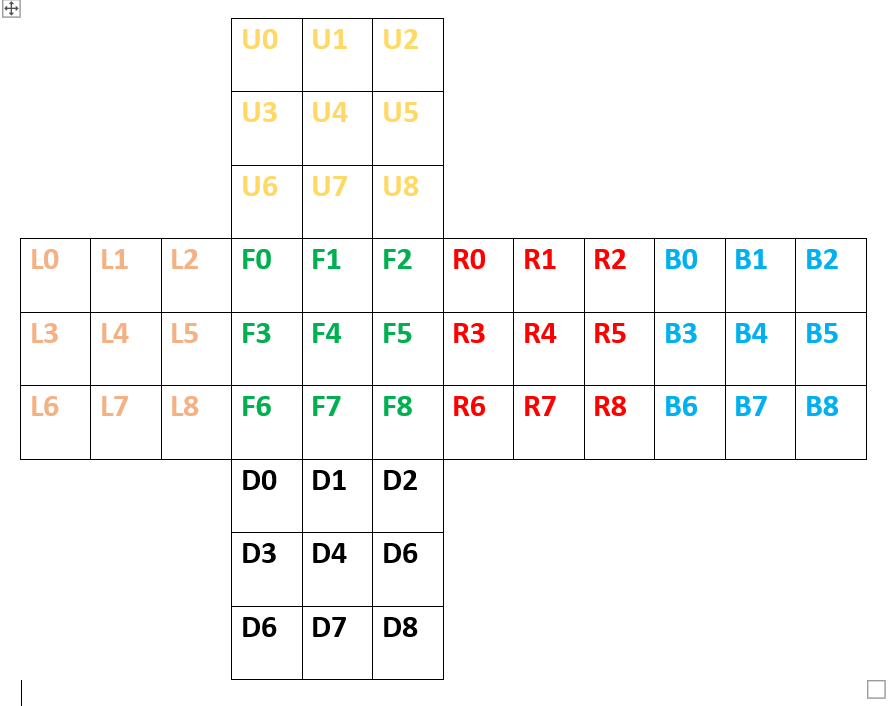 U0 U1 U2
U3 U4 U5
U6 U7 U8
L0 L1 L2 F0 F1 F2 R0 R1 R2 B0 B1 B2
L3 L4 L5 F3 F4 F5 R3 R4 R5 B3 B4 B5
L6 L7 L8 F6 F7 F8 R6 R7 R8 B6 B7 B8
D0 D1 D2
D3 D4 D6
D6 D7 D8